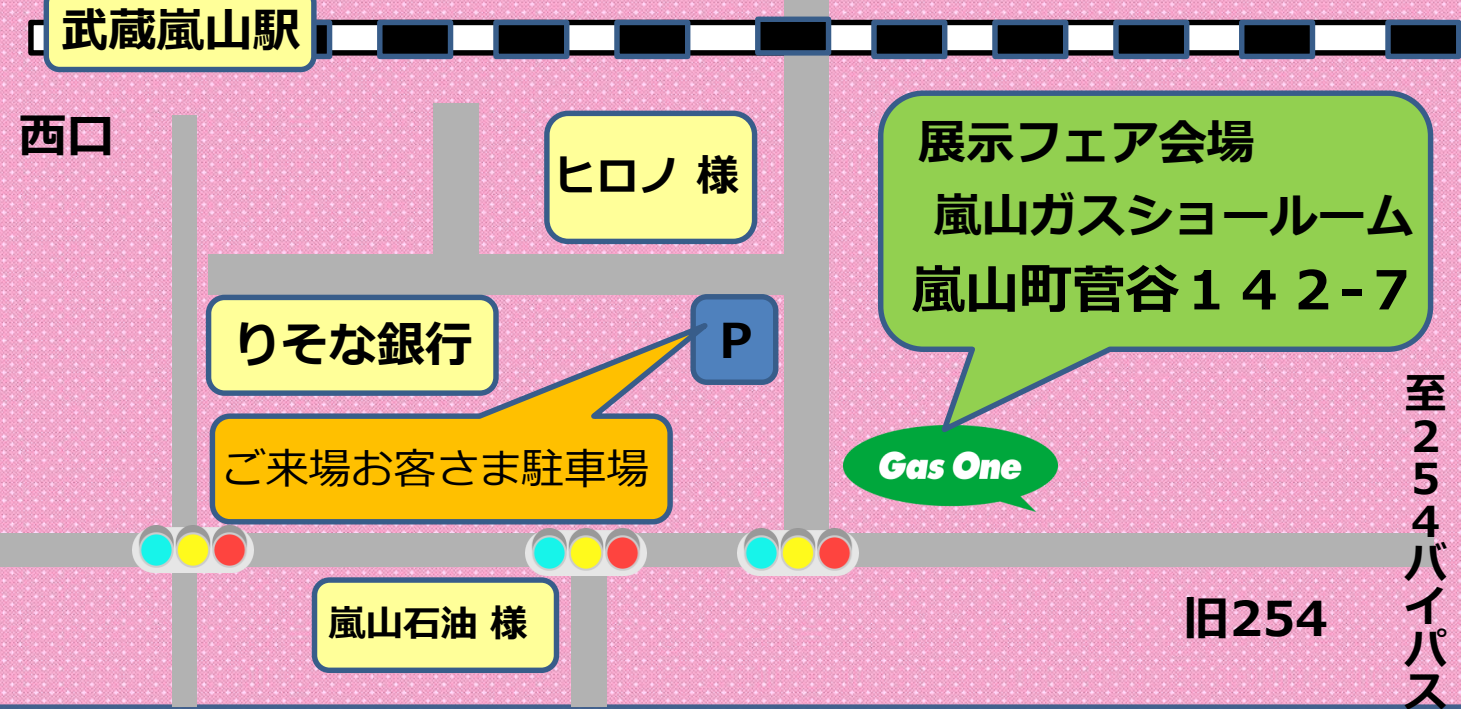 武蔵嵐山駅
西口
ヒロノ 様
展示フェア会場
嵐山ガスショールーム
嵐山町菅谷１４２-７
りそな銀行
P
ご来場お客さま駐車場
Gas One
至254バイパス
嵐山石油 様
旧254